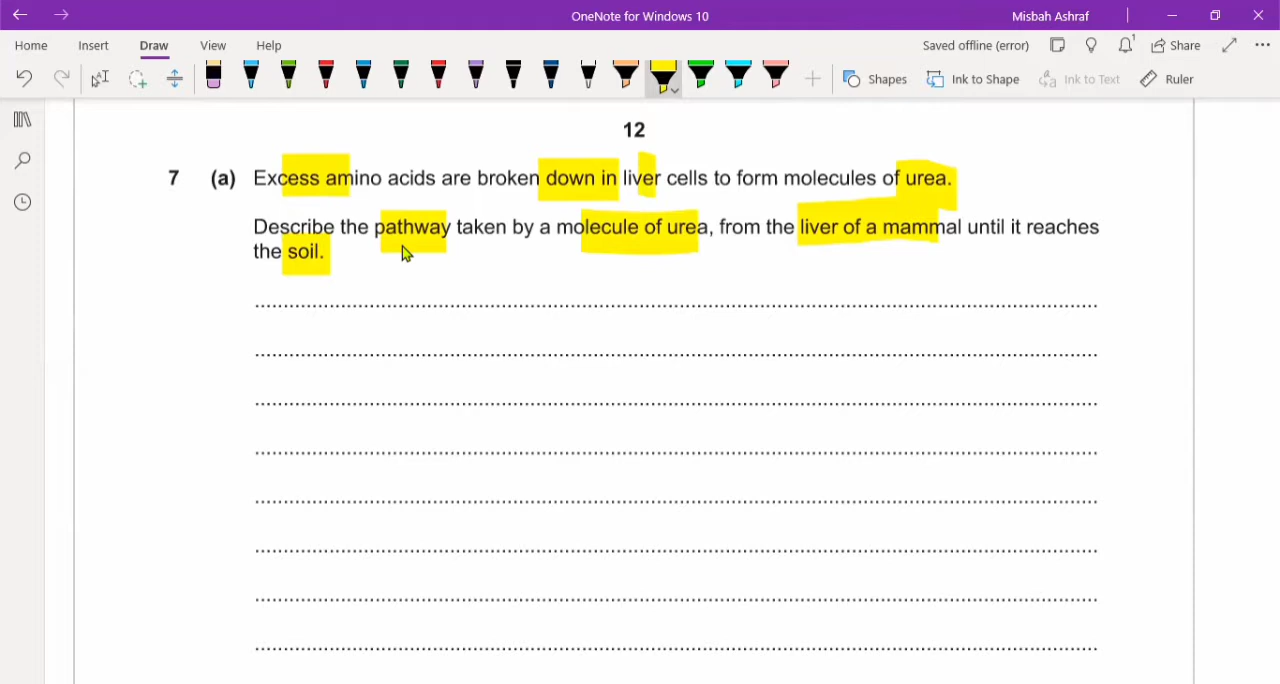 OneNote for Windows 10
Misbah Ashraf
Home Insert Draw View Help
Saved offline (error)
1
Share
Shapes
Ink to Shape
Ink to Text
Ruler
12
7 (a) Excess amino acids are broken down in liver cells to form molecules of urea.
Describe the pathway taken by a molecule of urea, from the liver of a mammal until it reaches
the soil.